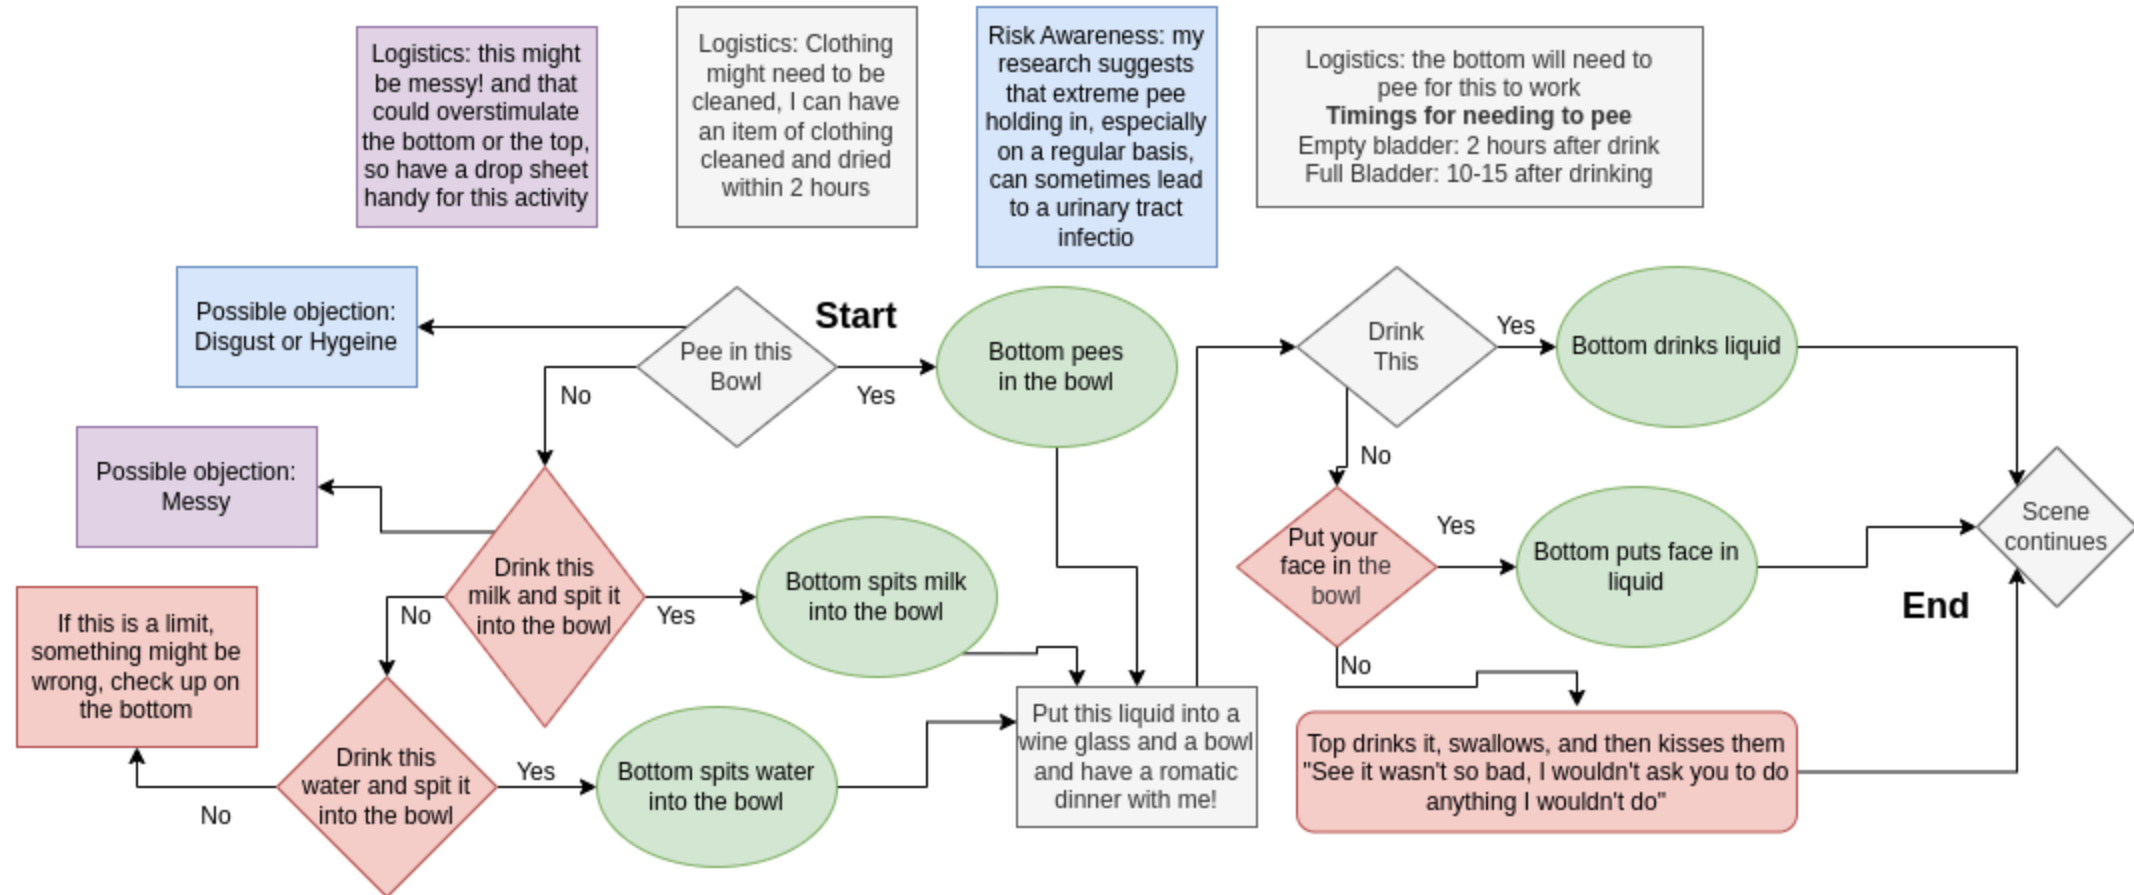 Logistics: this might
be messy! and that
could overstimulate
the bottom or the top,
so have a drop sheet
handy for this activity
Logistics: Clothing
might need to be
cleaned, I can have
an item of clothing
cleaned and dried
within 2 hours
Risk Awareness: my
research suggests
that extreme pee
holding in, especially
on a regular basis,
can sometimes lead
to a urinary tract
infectio
Logistics: the bottom will need to
pee for this to work
Timings for needing to pee
Empty bladder: 2 hours after drink
Full Bladder: 10-15 after drinking
Possible objection:
Disgust or Hygeine
Start
Pee in this
Bowl
No
Yes
Bottom pees
in the bowl
Drink
This
Yes
Bottom drinks liquid
No
Possible objection:
Messy
Drink this
milk and spit it
into the bowl
No
Yes
Bottom spits milk
into the bowl
Put your
face in the
bowl
Yes
Bottom puts face in
liquid
Scene
continues
End
No
If this is a limit,
something might be
wrong, check up on
the bottom
Drink this
water and spit it
into the bowl
No
Yes
Bottom spits water
into the bowl
Put this liquid into a
wine glass and a bowl
and have a romatic
dinner with me!
Top drinks it, swallows, and then kisses them
"See it wasn't so bad, I wouldn't ask you to do
anything I wouldn't do"